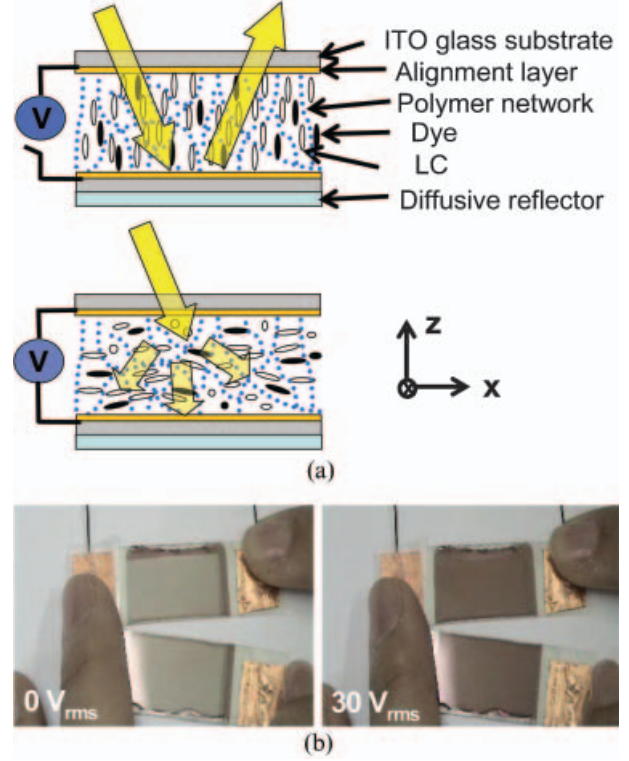 ITO glass substrate
Alignment layer
V
Polymer network
Dye
LC
Diffusive reflector
V
z
x
(a)
0 Vrms
30 Vrms
(b)